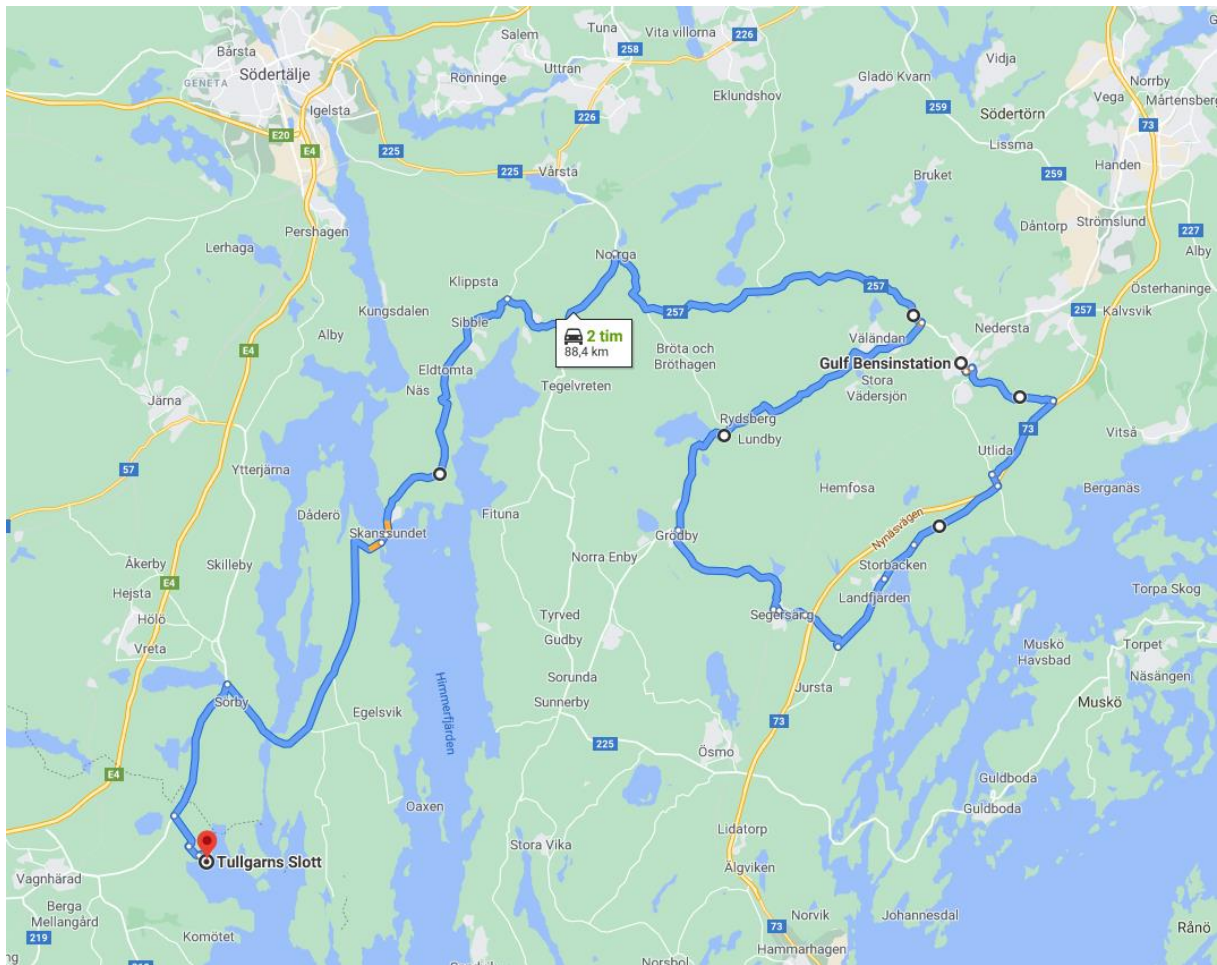 Bårsta
Södertälje
GENETA
Igelsta
E20
E4
225
Salem
Tuna
Vita villorna
226
258
Rönninge
Uttran
226
Eklundshov
225
Vårsta
Gladö Kvarn
259
Vidja
Södertörn
Lissma
Norrby
Vega
Mårtensberg
73
Handen
Bruket
259
Dåntorp
Strömslund
227
Alby
Pershagen
Lerhaga
Klippsta
Kungsdalen
Sibble
257
257
Österhaninge
257
Kalvsvik
Nedersta
Väländan
2 tim
88,4 km
Alby
E4
Bröta och
Bröthagen
Gulf Bensinstation
Stora
Vädersjön
Eldtomta
Näs
Tegelvreten
Järna
Rydsberg
Lundby
73
Vitså
Utlida
57
Ytterjärna
Hemfosa
Berganäs
Dåderö
Fituna
Skanssundet
Grödby
Nynäsvägen
Norra Enby
Storbäcken
Åkerby
Skilleby
E4
Hejsta
Landfjärden
Torpa Skog
Hölö
Tyrved
Segersäng
Vreta
Gudby
Muskö
Havsbad
Torpet
Näsängen
Sorunda
Jursta
Sörby
Egelsvik
Himmerfjärden
Sunnerby
Muskö
73
225
Ösmo
E4
Guldboda
Guldboda
Oaxen
Lidatorp
Stora Vika
Tullgarns Slott
Älgviken
Vagnhärad
Berga
Mellangård
Norvik
Johannesdal
73
Rånö
219
Komötet
Hammarhagen